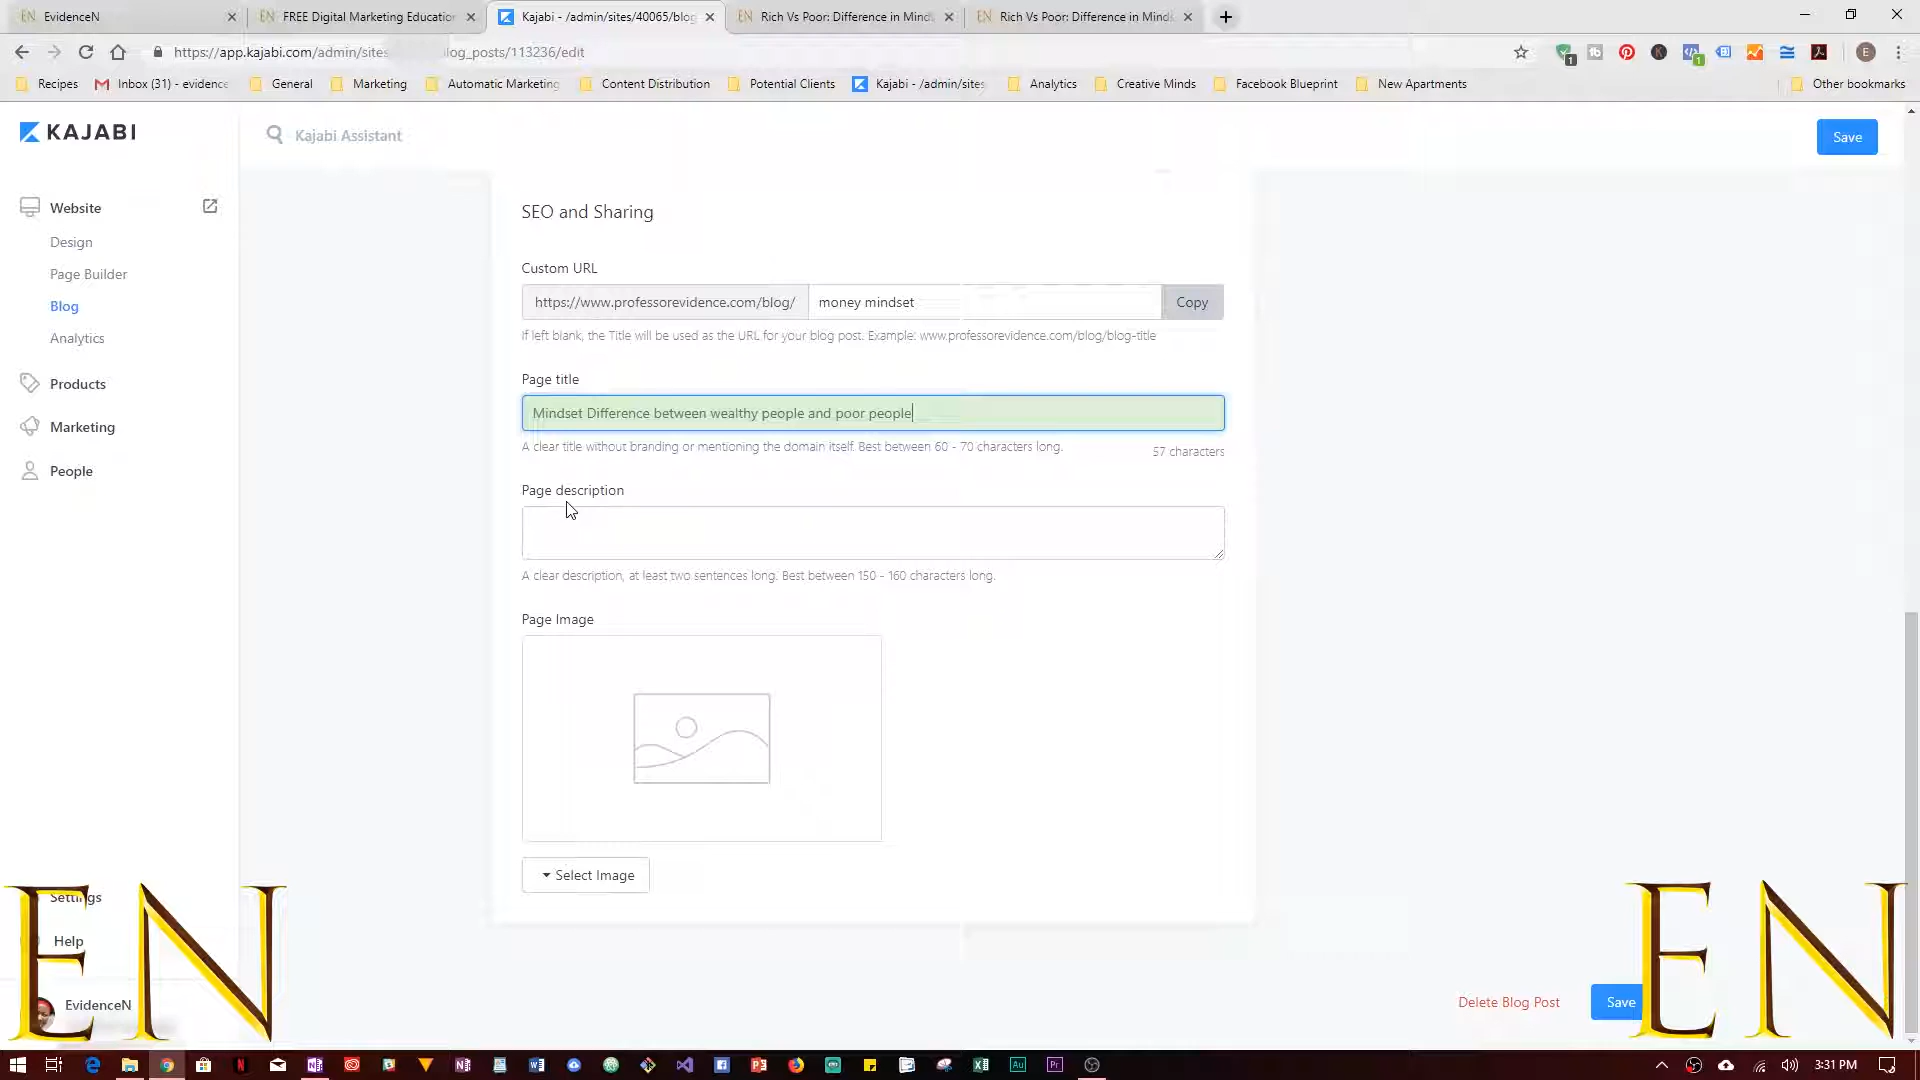 EN EvidenceN
EN FREE Digital Marketing Educatio
Kajabi - /admin/sites/40065/blog
EN Rich Vs Poor: Difference in Mind
EN Rich Vs Poor: Difference in Mind
https://app.kajabi.com/admin/sites log_posts/113236/edit
Recipes
Inbox (31) - evidence
General
Marketing
Automatic Marketing
Content Distribution
Potential Clients
Kajabi - /admin/sites
Analytics
Creative Minds
Facebook Blueprint
New Apartments
Other bookmarks
KAJABI
Kajabi Assistant
Save
Website
Design
Page Builder
Blog
Analytics
Products
Marketing
People
Settings
Help
EvidenceN
SEO and Sharing
Custom URL
https://www.professorevidence.com/blog/ money mindset Copy
If left blank, the Title will be used as the URL for your blog post. Example: www.professorevidence.com/blog/blog-title
Page title
Mindset Difference between wealthy people and poor people
A clear title without branding or mentioning the domain itself. Best between 60 - 70 characters long. 57 characters
Page description
A clear description, at least two sentences long. Best between 150 - 160 characters long.
Page Image
Select Image
Delete Blog Post
Save
EN
EN
3:31 PM